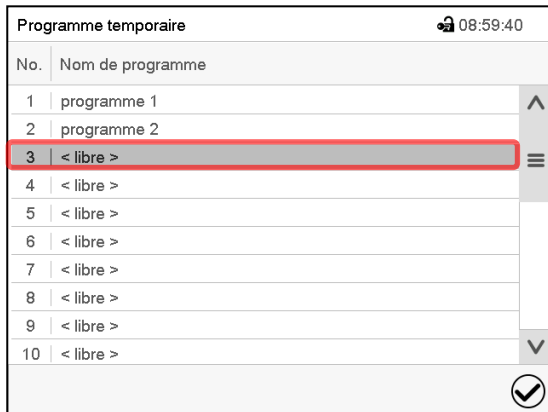 Programme temporaire 08:59:40
No. Nom de programme
1 programme 1
2 programme 2
3 < libre >
4 < libre >
5 < libre >
6 < libre >
7 < libre >
8 < libre >
9 < libre >
10 < libre >